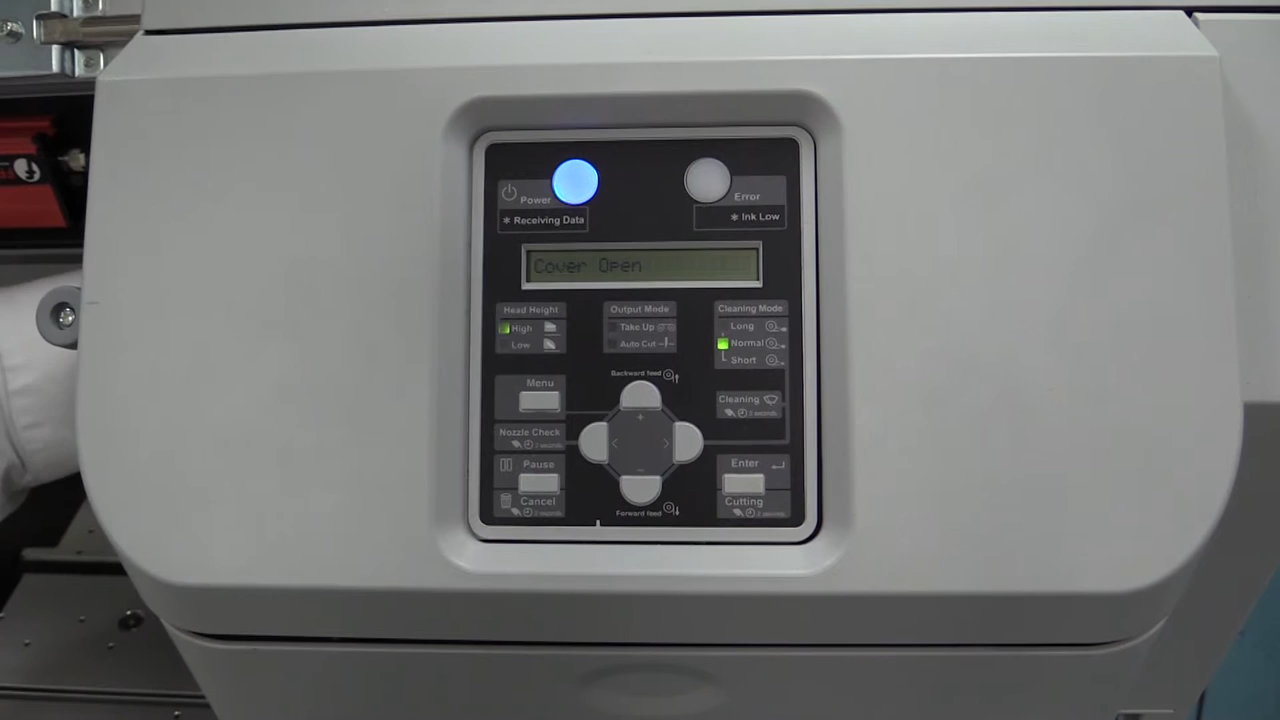 Power
Error
* Receiving Data
* Ink Low
Cover Open
Head Height
High
Low
Output Mode
Take Up
Auto Cut
Cleaning Mode
Long
Normal
Short
Backward feed
Menu
+
Cleaning
Nozzle Check
< >
-
Pause
Cancel
Enter
Cutting
Forward feed